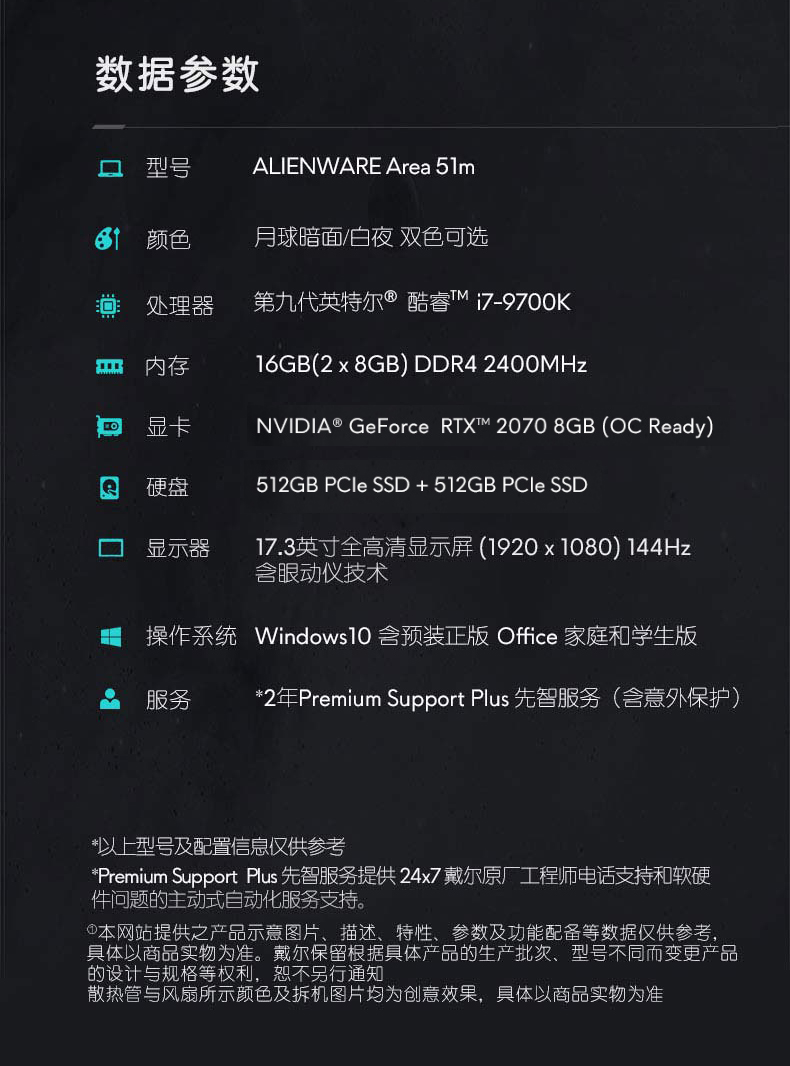 数据参数
型号 ALIENWARE Area 51m
颜色 月球暗面/白夜 双色可选
处理器 第九代英特尔® 酷睿™ i7-9700K
内存 16GB(2 x 8GB) DDR4 2400MHz
显卡 NVIDIA® GeForce RTX™ 2070 8GB (OC Ready)
硬盘 512GB PCIe SSD + 512GB PCIe SSD
显示器 17.3英寸全高清显示屏 (1920 x 1080) 144Hz
含眼动仪技术
操作系统 Windows10 含预装正版 Office 家庭和学生版
服务 *2年Premium Support Plus 先智服务（含意外保护）
*以上型号及配置信息仅供参考
*Premium Support Plus 先智服务提供 24x7 戴尔原厂工程师电话支持和软硬
件问题的主动式自动化服务支持。
①本网站提供之产品示意图片、描述、特性、参数及功能配备等数据仅供参考，
具体以商品实物为准。戴尔保留根据具体产品的生产批次、型号不同而变更产品
的设计与规格等权利，恕不另行通知
散热管与风扇所示颜色及拆机图片均为创意效果，具体以商品实物为准